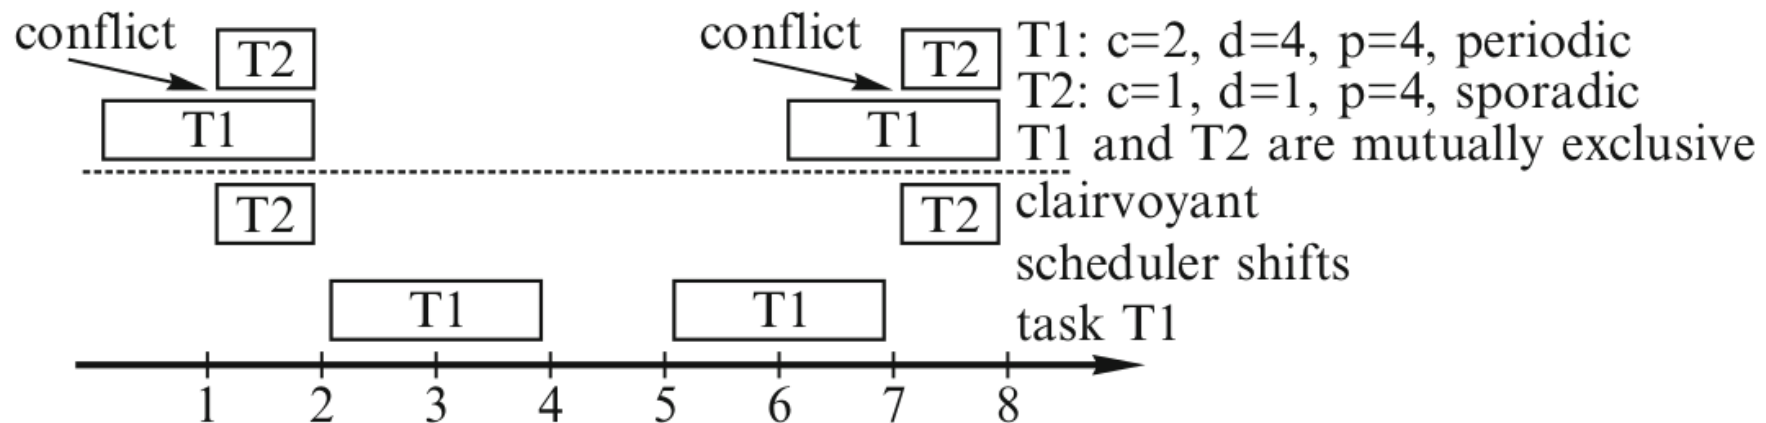 conflict
T2
conflict
T2
T1: c=2, d=4, p=4, periodic
T2: c=1, d=1, p=4, sporadic
T1
T1
T1 and T2 are mutually exclusive
T2
T2
clairvoyant
scheduler shifts
T1
T1
task T1
1 2 3 4 5 6 7 8